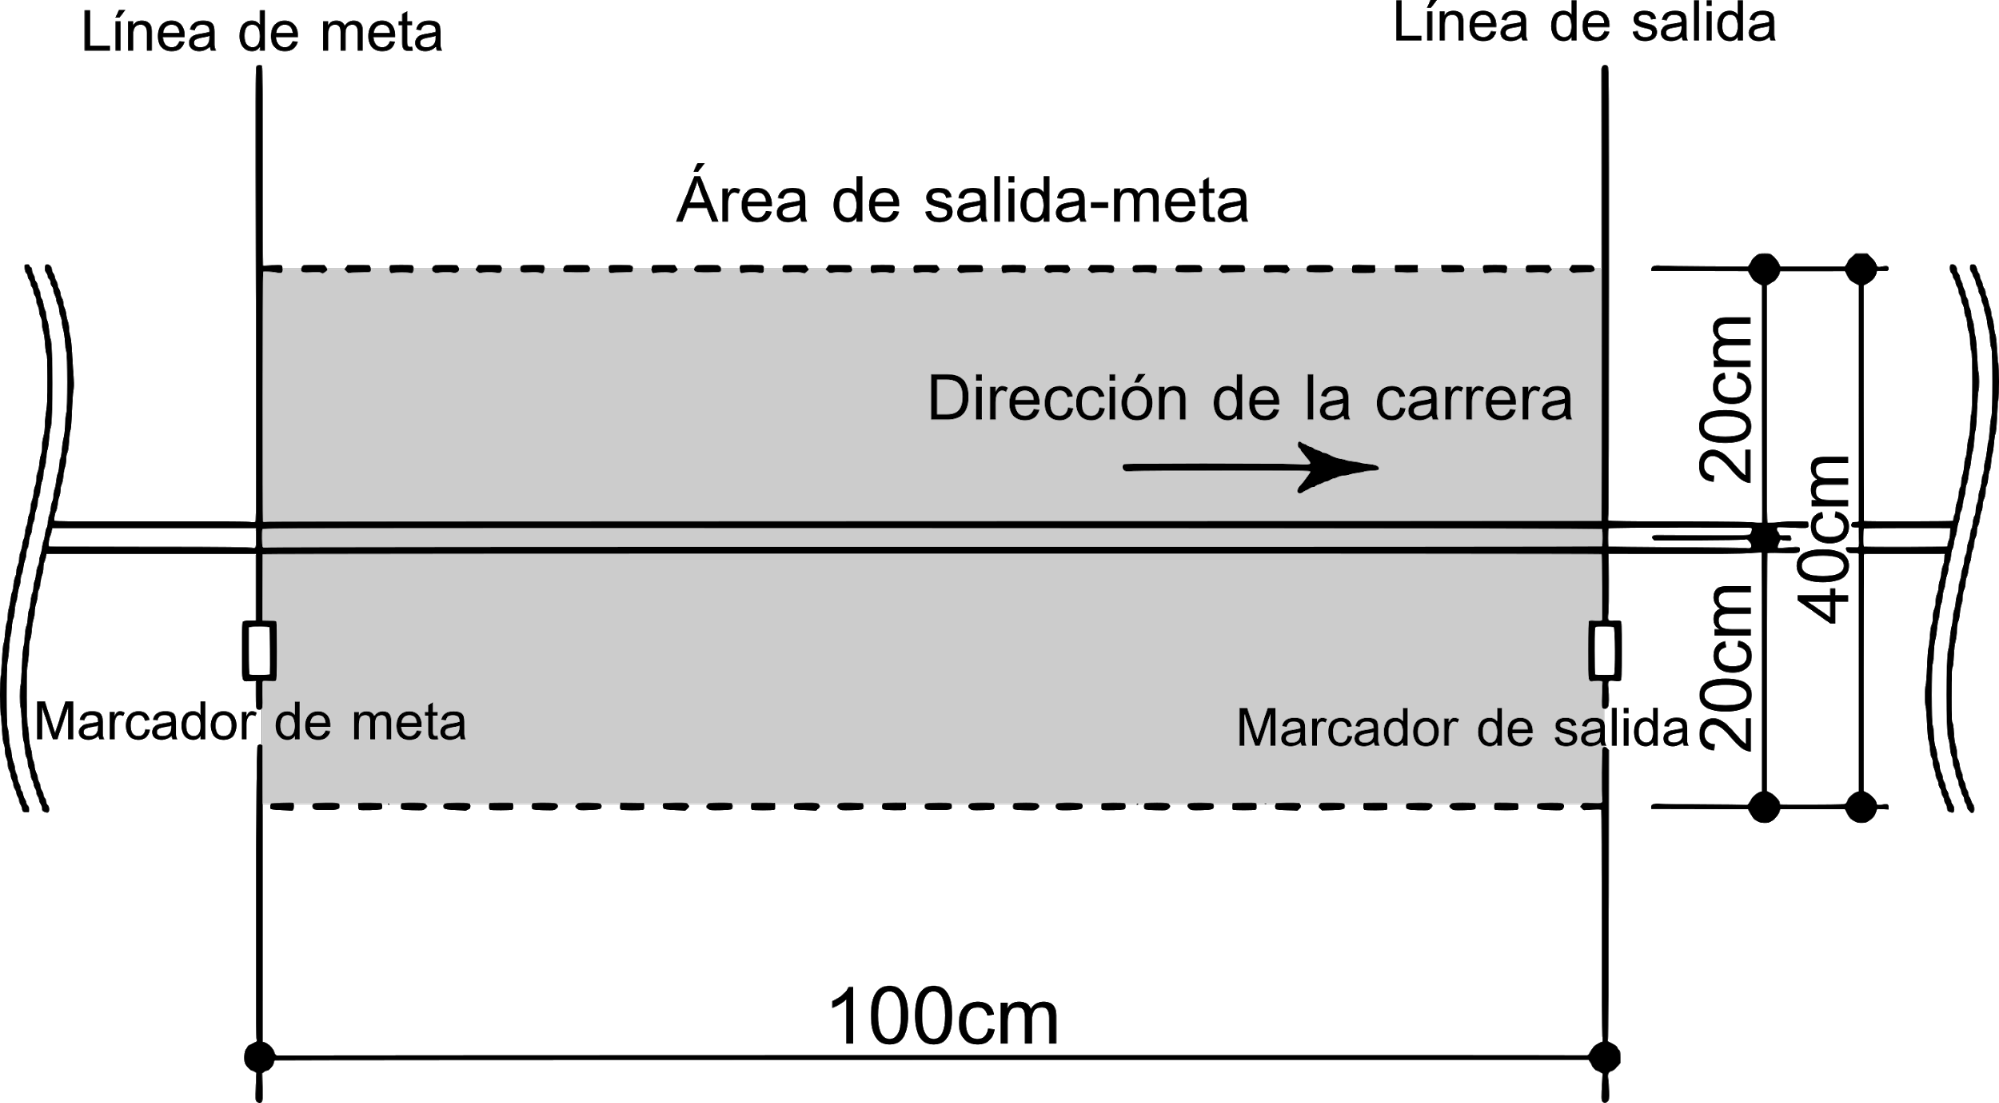 Línea de meta
Línea de salida
Área de salida-meta
Dirección de la carrera
20cm
40cm
20cm
Marcador de meta
Marcador de salida
100cm